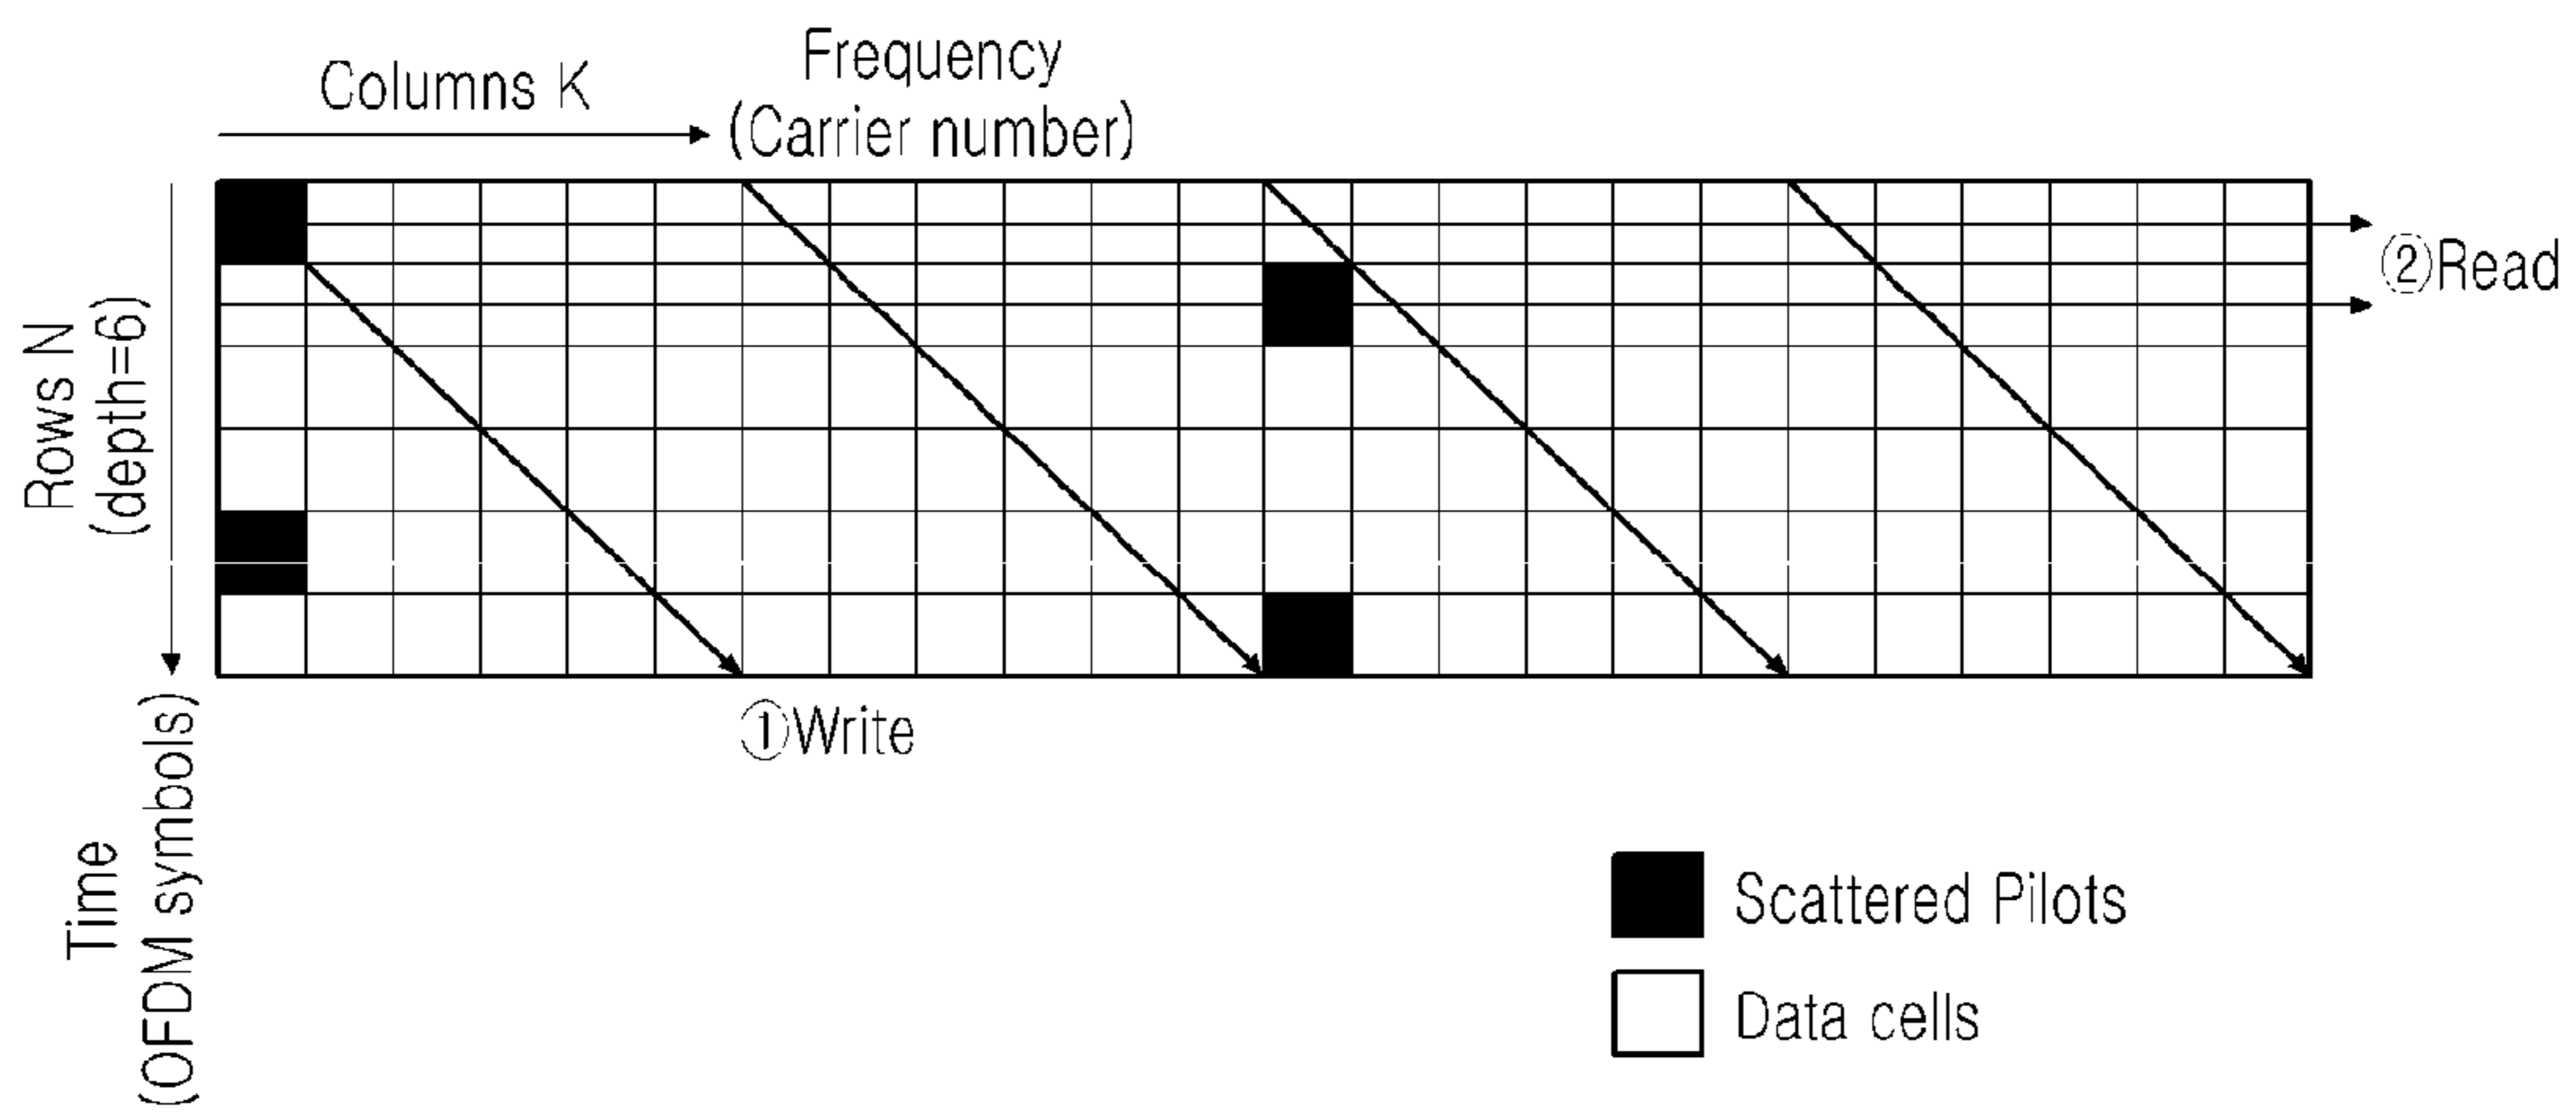 Columns K
Frequency
(Carrier number)
②Read
Rows N
(depth=6)
①Write
Time
(OFDM symbols)
Scattered Pilots
Data cells